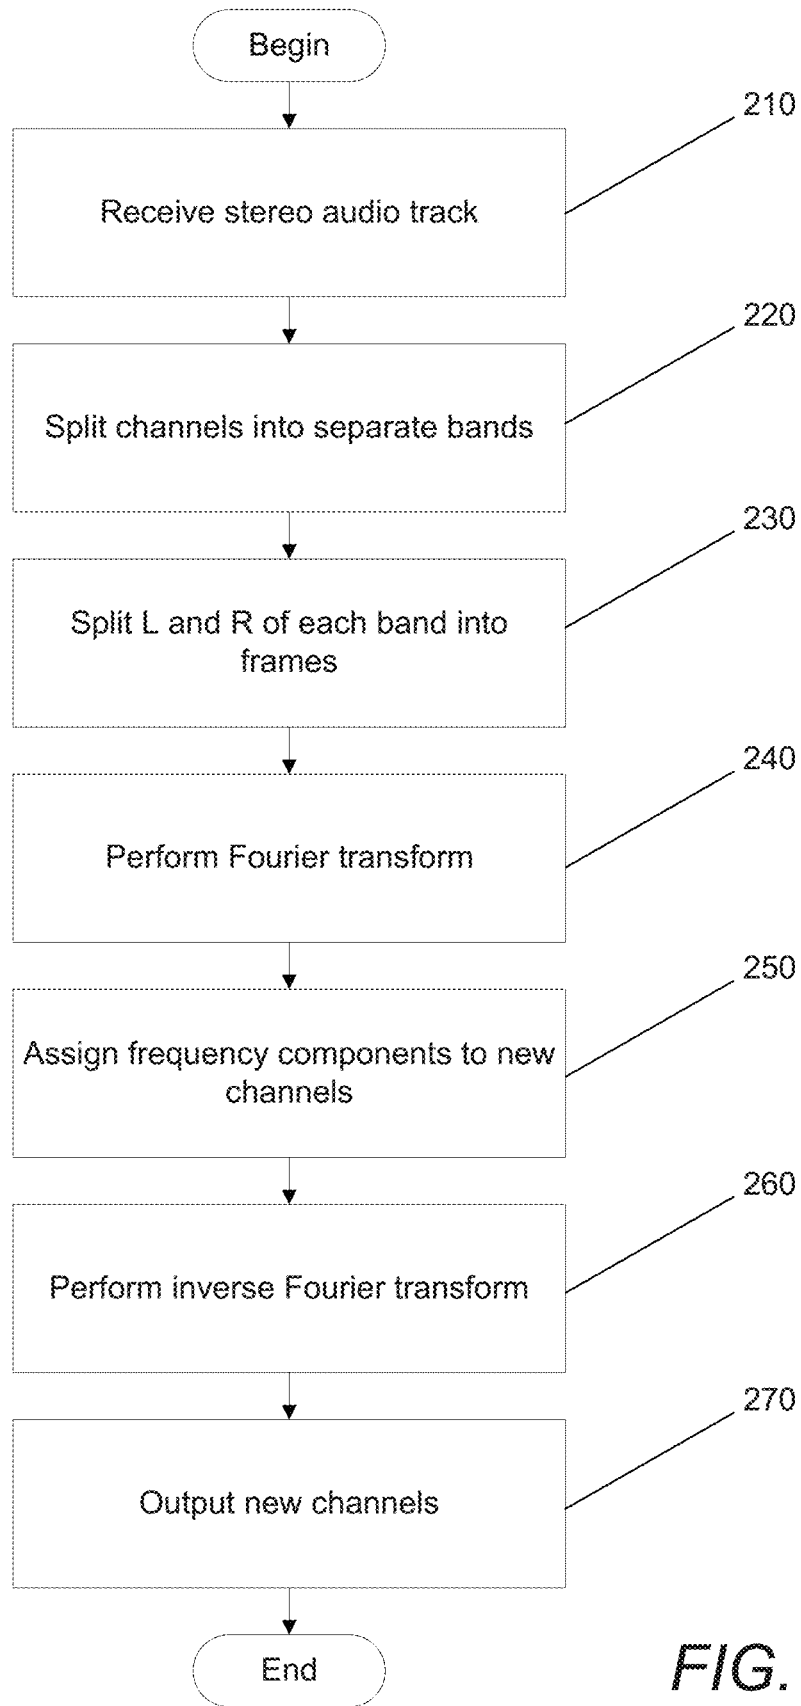 Begin
210
Receive stereo audio track
220
Split channels into separate bands
230
Split L and R of each band into
frames
240
Perform Fourier transform
250
Assign frequency components to new
channels
260
Perform inverse Fourier transform
270
Output new channels
End
FIG.